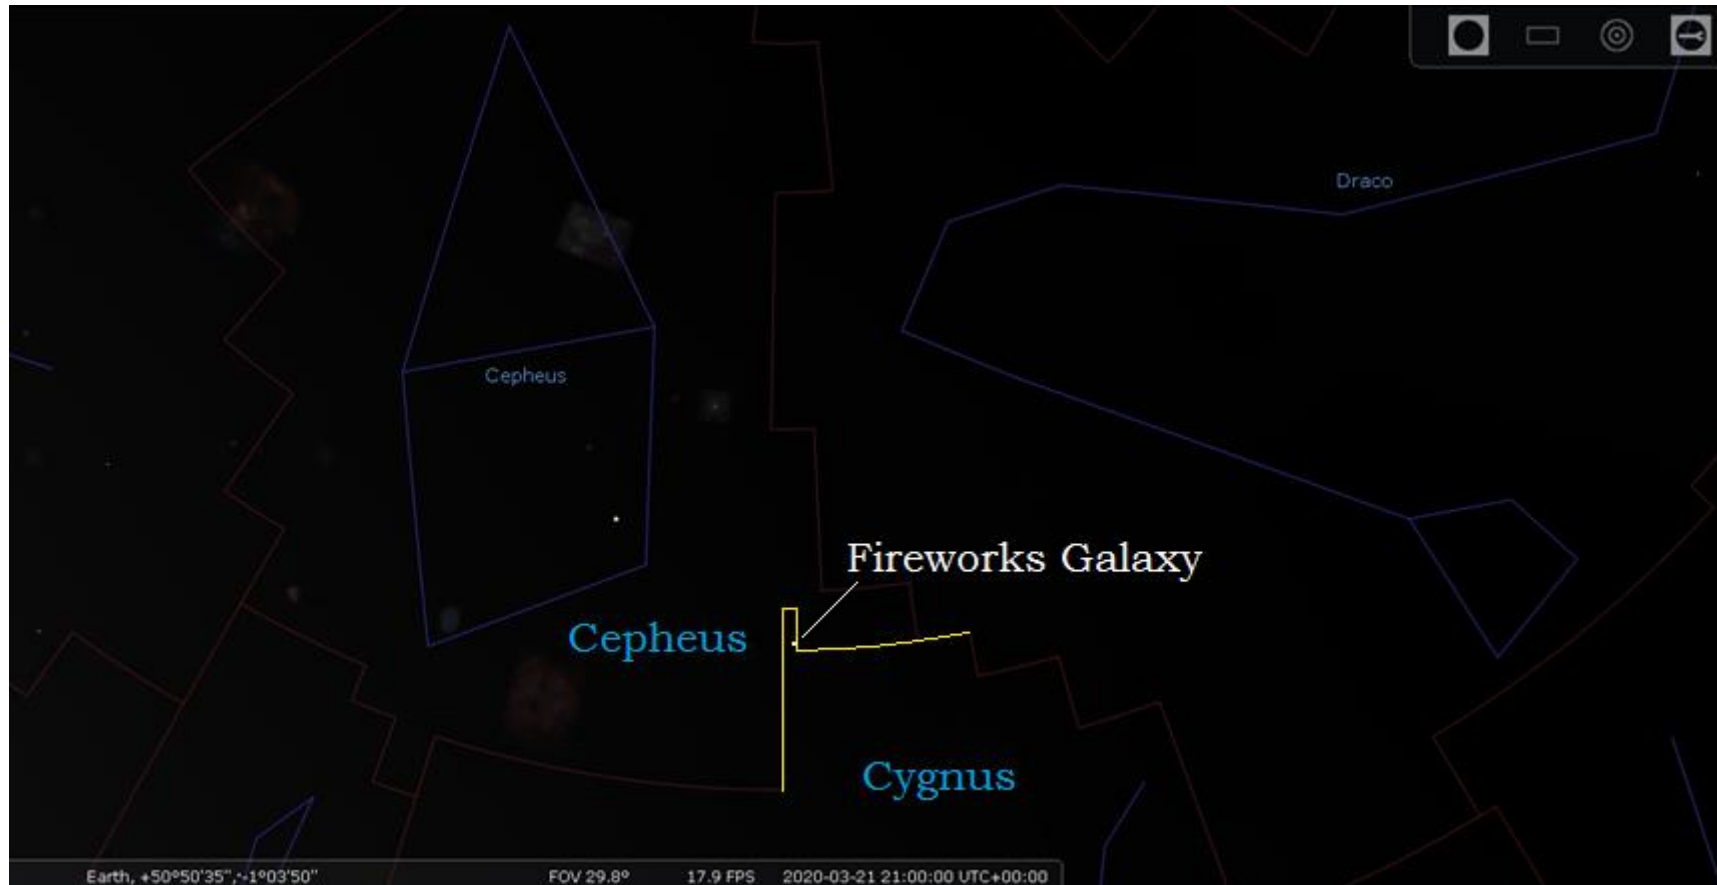 Draco
Cepheus
Fireworks Galaxy
Cepheus
Cygnus
Earth, +50°50'35", -1°03'50" FOV 29.8° 17.9 FPS 2020-03-21 21:00:00 UTC+00:00